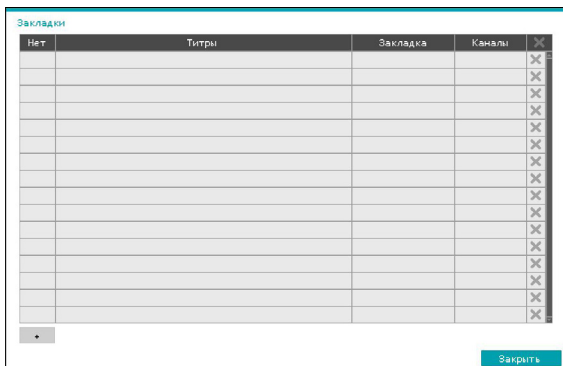 Закладки
Нет Титры Закладка Каналы
+
Закрыть